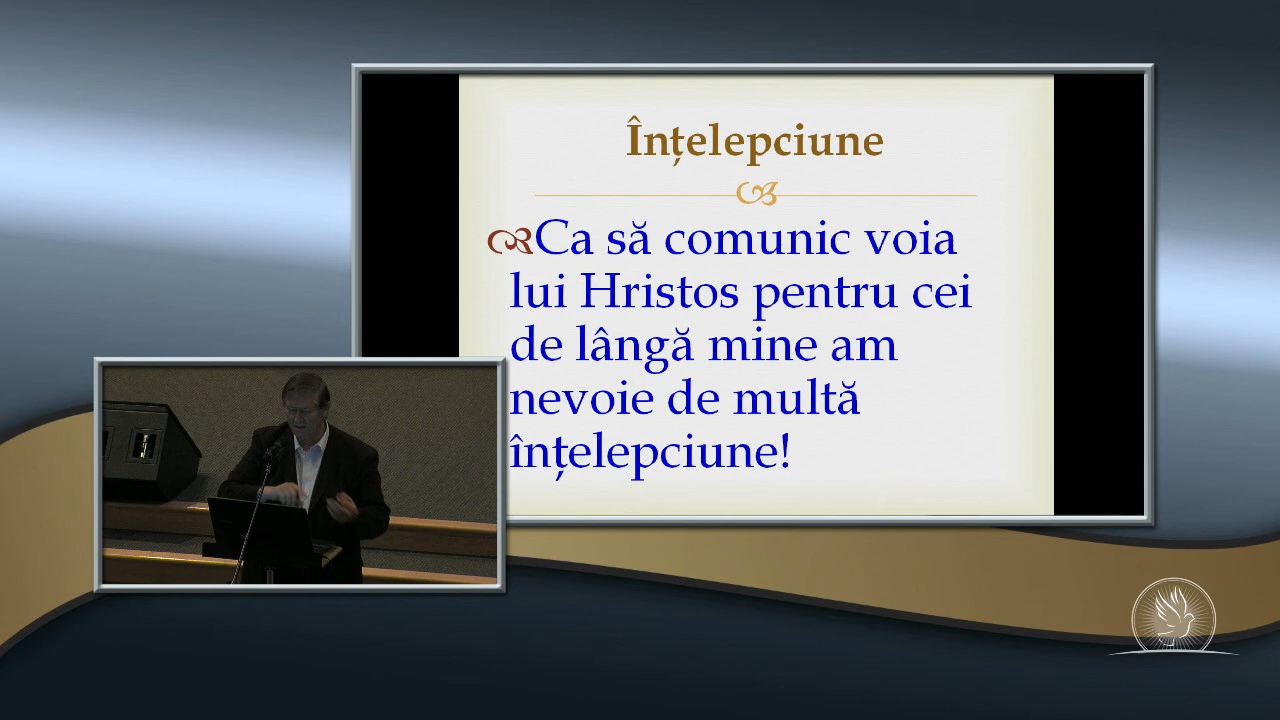 Înțelepciune
Ca să comunic voia
lui Hristos pentru cei
de lângă mine am
nevoie de multă
înțelepciune!